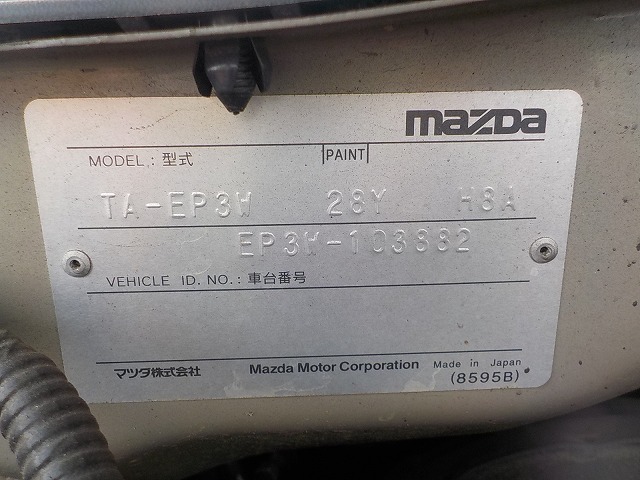 mazda
MODEL : 型式 PAINT
TA-EP3W 28Y H8A
EP3W-103882
VEHICLE ID. NO. : 車台番号
マツダ株式会社 Mazda Motor Corporation Made in Japan
(8595B)